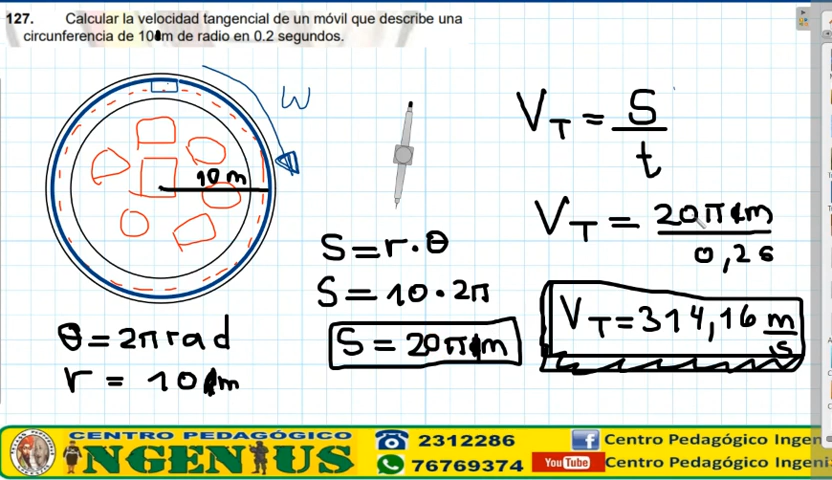 127. Calcular la velocidad tangencial de un móvil que describe una
circunferencia de 10 m de radio en 0.2 segundos.
W
10 m
θ = 2π rad
r = 10 m
S = r · θ
S = 10 · 2π
S = 20π m
V_T = S / t
V_T = 20π m / 0,2 s
V_T = 314,16 m/s
CENTRO PEDAGÓGICO
INGENIUS
2312286
76769374
f Centro Pedagógico Ingen
You Tube Centro Pedagógico Ingeni